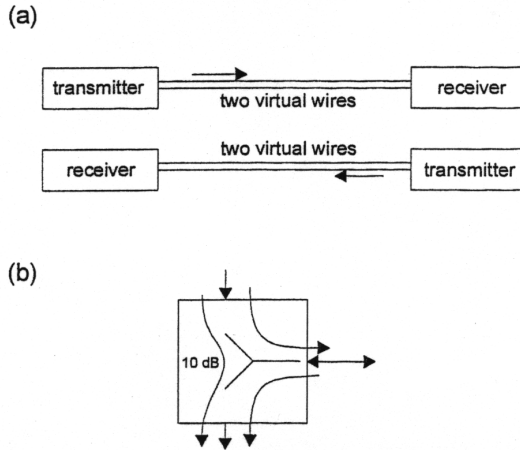 (a)
transmitter
receiver
two virtual wires
two virtual wires
receiver
transmitter
(b)
10 dB